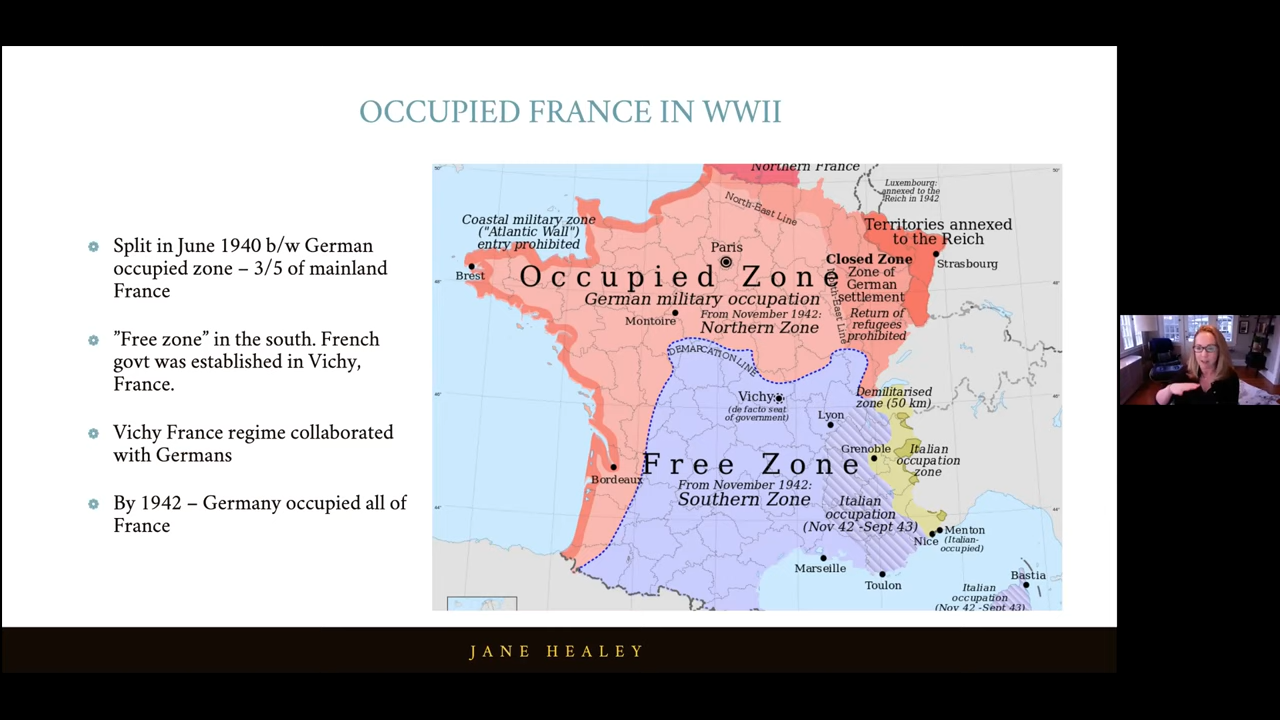 OCCUPIED FRANCE IN WWII
Split in June 1940 b/w German
occupied zone – 3/5 of mainland
France
”Free zone” in the south. French
govt was established in Vichy,
France.
Vichy France regime collaborated
with Germans
By 1942 – Germany occupied all of
France
Northern France
Luxembourg:
annexed to the
Reich in 1942
North-East Line
Coastal military zone
("Atlantic Wall")
entry prohibited
Territories annexed
to the Reich
Paris
Brest
Strasbourg
Closed Zone
Zone of
German
settlement
Return of
refugees
prohibited
Occupied Zone
German military occupation
From November 1942:
Northern Zone
North-East Line
Montoire
DEMARCATION LINE
Vichy
(de facto seat
of government)
Demilitarised
zone (50 km)
Lyon
Grenoble
Italian
occupation
zone
Free Zone
From November 1942:
Southern Zone
Bordeaux
Italian
occupation
(Nov 42 -Sept 43)
Menton
(Italian-
occupied)
Nice
Marseille
Toulon
Bastia
Italian
occupation
(Nov 42 -Sept 43)
JANE HEALEY